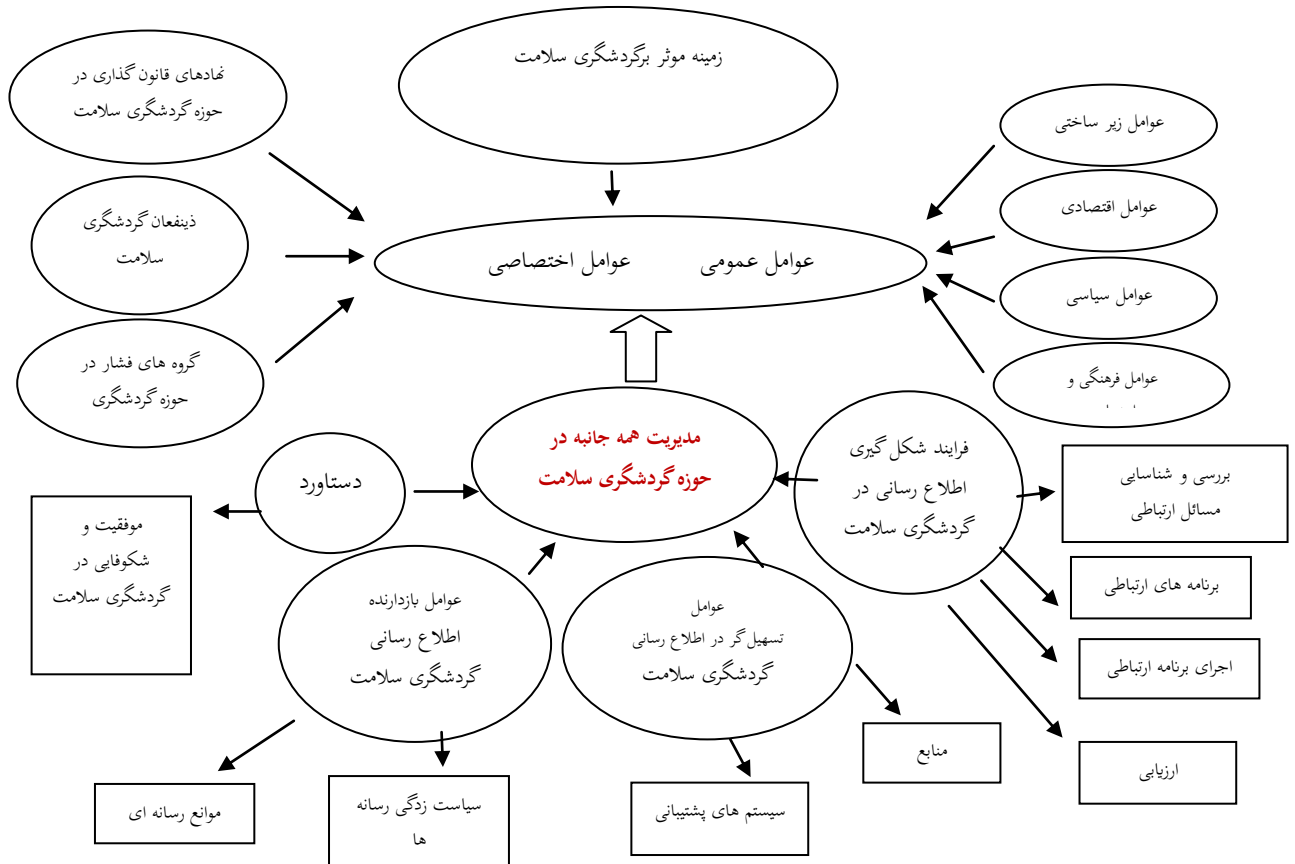 زمینه موثر برگردشگری سلامت
نهادهای قانون گذاری در
حوزه گردشگری سلامت
عوامل زیر ساختی
ذینفعان گردشگری
سلامت
عوامل اقتصادی
عوامل عمومی عوامل اختصاصی
عوامل سیاسی
گروه های فشار در
حوزه گردشگری
عوامل فرهنگی و
مدیریت همه جانبه در
حوزه گردشگری سلامت
فرایند شکل گیری
اطلاع رسانی در
گردشگری سلامت
دستاورد
بررسی و شناسایی
مسائل ارتباطی
موفقیت و
شکوفایی در
گردشگری سلامت
برنامه های ارتباطی
عوامل بازدارنده
اطلاع رسانی
گردشگری سلامت
عوامل
تسهیل گر در اطلاع رسانی
گردشگری سلامت
اجرای برنامه ارتباطی
منابع
ارزیابی
موانع رسانه ای
سیاست زدگی رسانه
ها
سیستم های پشتیبانی